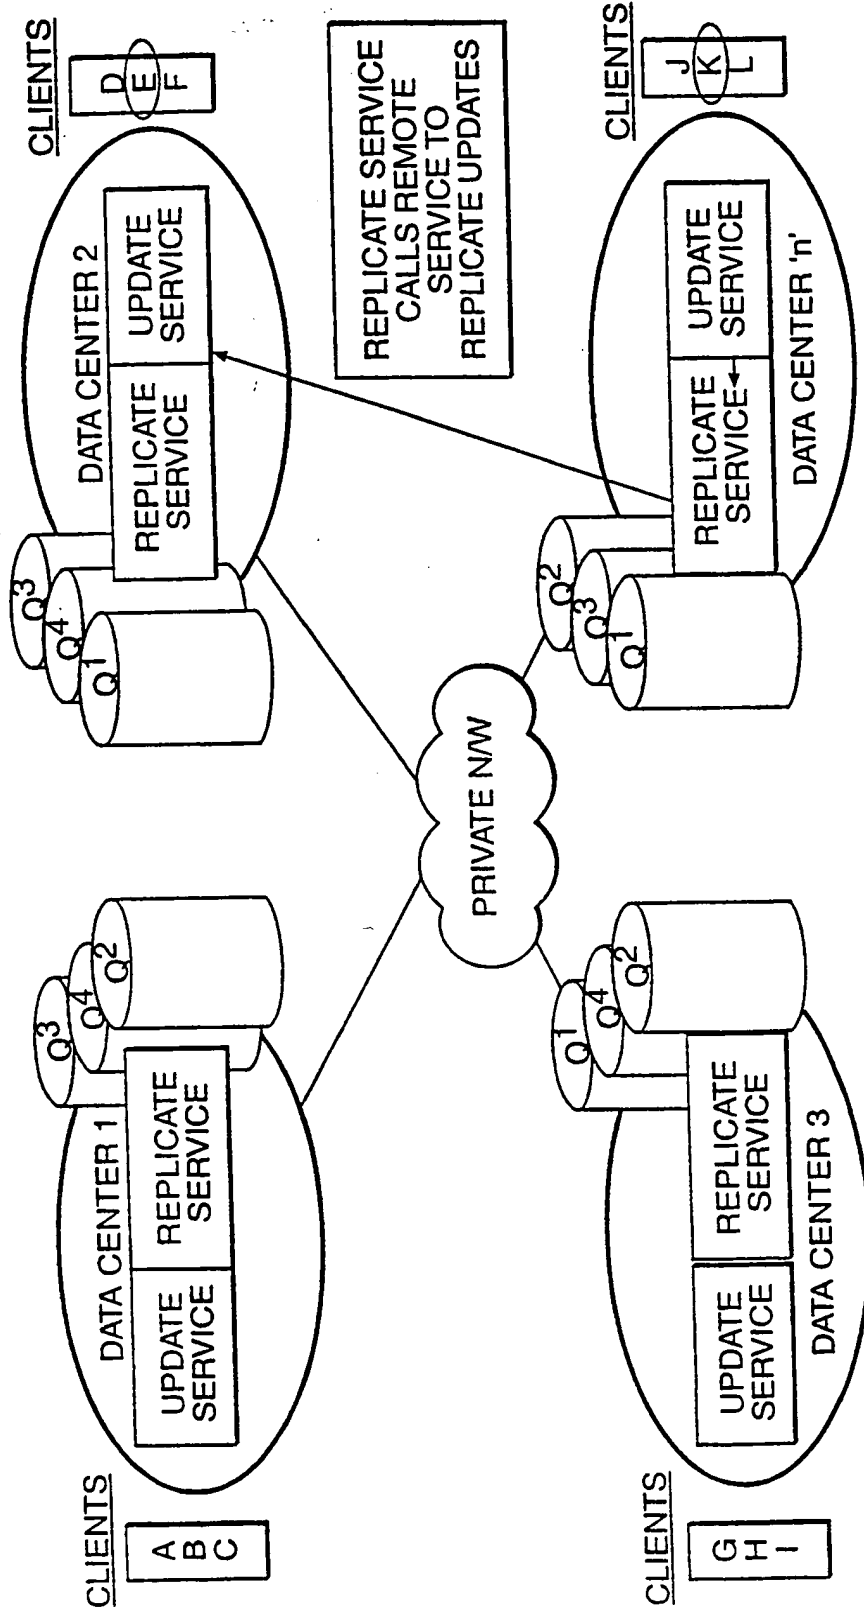 CLIENTS
A
B
C
DATA CENTER 1
UPDATE
SERVICE
REPLICATE
SERVICE
Q3
Q4
Q2
Q3
Q4
Q1
DATA CENTER 2
REPLICATE
SERVICE
UPDATE
SERVICE
CLIENTS
D
E
F
PRIVATE N/W
REPLICATE SERVICE
CALLS REMOTE
SERVICE TO
REPLICATE UPDATES
CLIENTS
G
H
I
UPDATE
SERVICE
REPLICATE
SERVICE
DATA CENTER 3
Q1
Q4
Q2
Q2
Q3
Q1
REPLICATE
SERVICE
UPDATE
SERVICE
DATA CENTER 'n'
CLIENTS
J
K
L